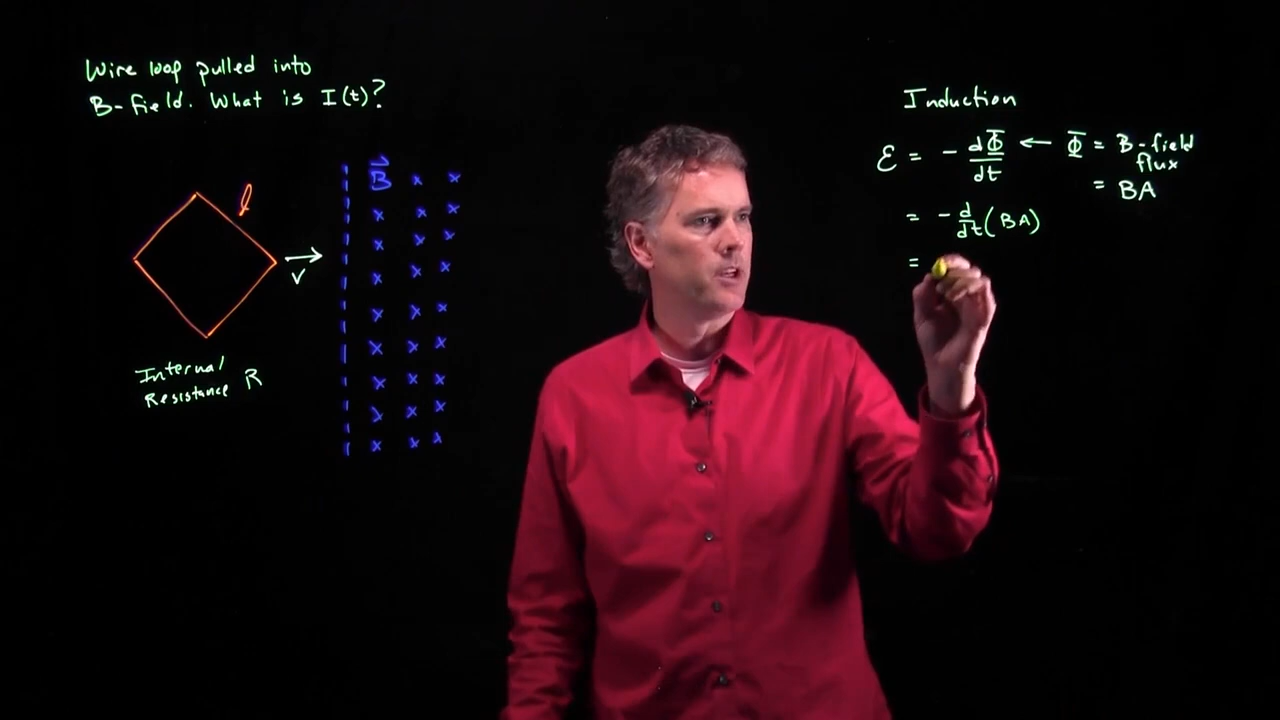 Wire loop pulled into
B-field. What is I(t)?
l
v
Internal
Resistance R
B⃗ x x
x x x
x x x
x x x
x x x
x x x
x x x
x x x
x x x
Induction
ℰ = - dΦ/dt ← Φ = B-field
flux
= BA
= - d/dt (BA)
=